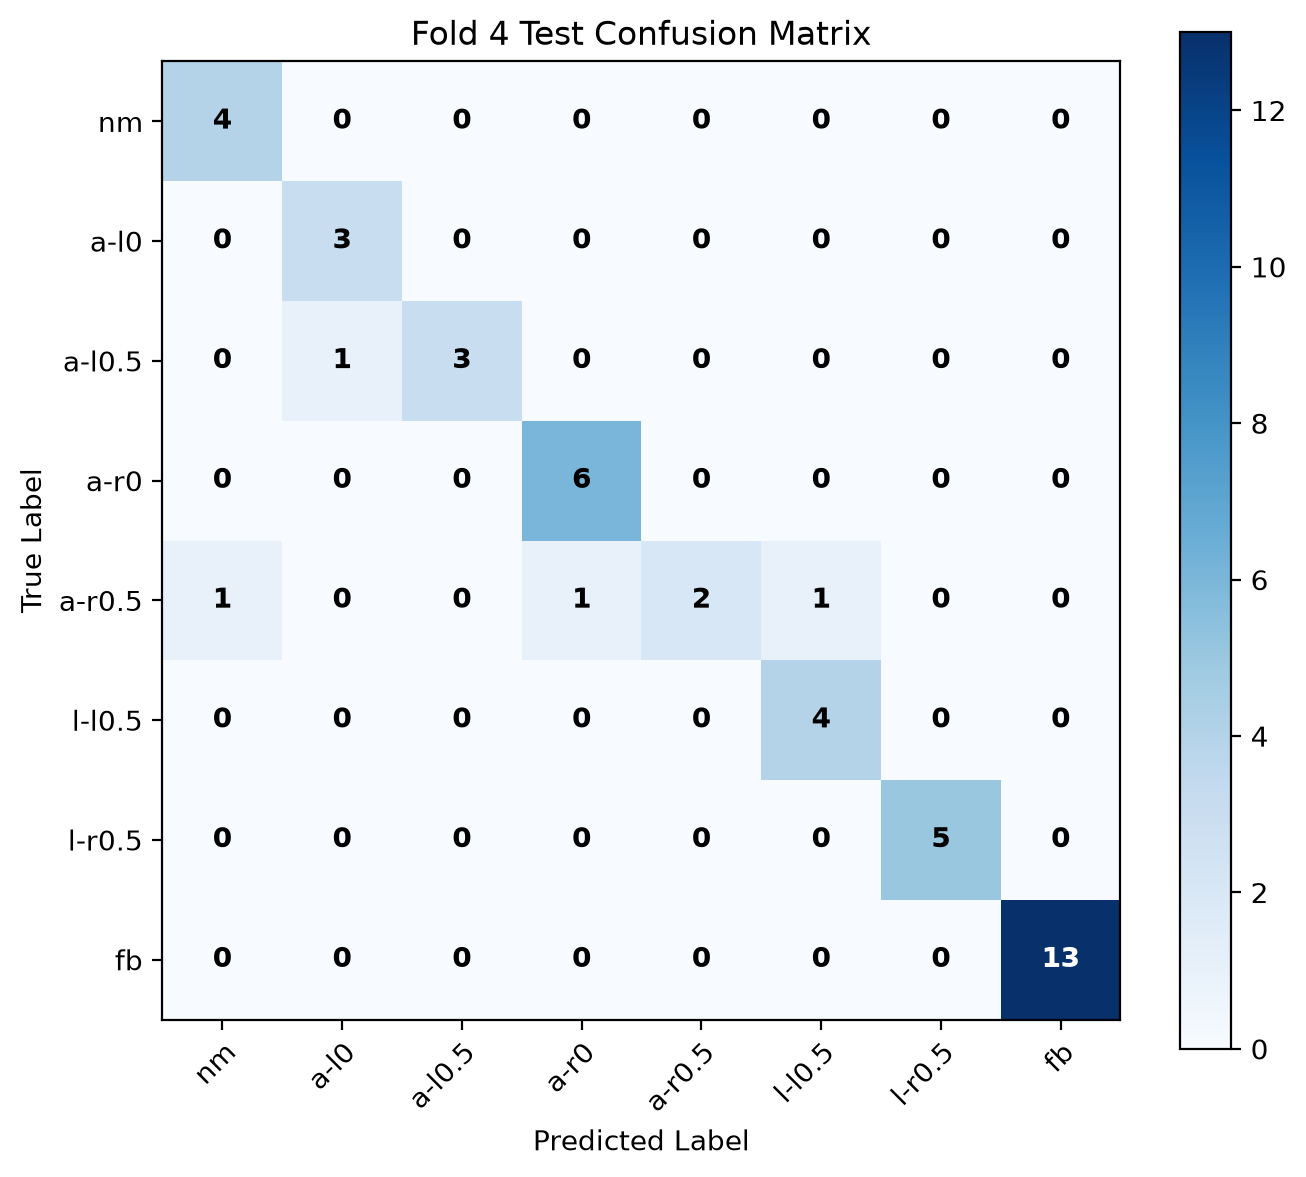 Fold 4 Test Confusion Matrix
nm 4 0 0 0 0 0 0 0
a-l0 0 3 0 0 0 0 0 0
a-l0.5 0 1 3 0 0 0 0 0
a-r0 0 0 0 6 0 0 0 0
a-r0.5 1 0 0 1 2 1 0 0
l-l0.5 0 0 0 0 0 4 0 0
l-r0.5 0 0 0 0 0 0 5 0
fb 0 0 0 0 0 0 0 13
nm a-l0 a-l0.5 a-r0 a-r0.5 l-l0.5 l-r0.5 fb
Predicted Label
True Label
12
10
8
6
4
2
0